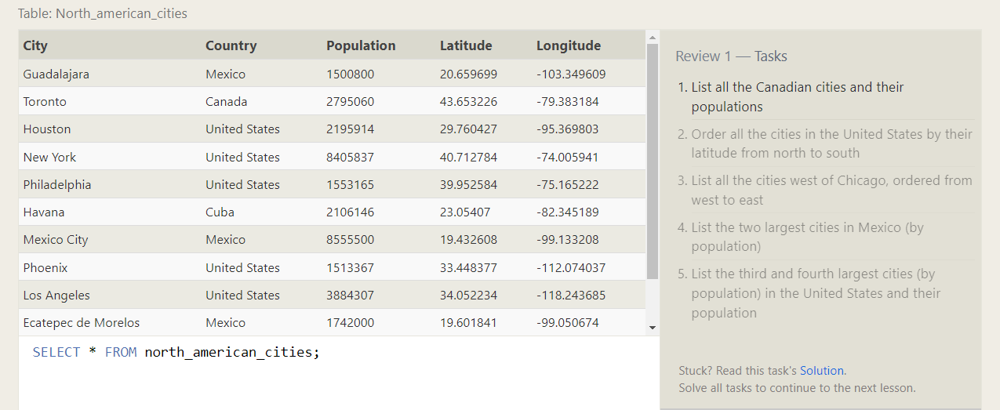 Table: North_american_cities
City Country Population Latitude Longitude
Guadalajara Mexico 1500800 20.659699 -103.349609
Toronto Canada 2795060 43.653226 -79.383184
Houston United States 2195914 29.760427 -95.369803
New York United States 8405837 40.712784 -74.005941
Philadelphia United States 1553165 39.952584 -75.165222
Havana Cuba 2106146 23.05407 -82.345189
Mexico City Mexico 8555500 19.432608 -99.133208
Phoenix United States 1513367 33.448377 -112.074037
Los Angeles United States 3884307 34.052234 -118.243685
Ecatepec de Morelos Mexico 1742000 19.601841 -99.050674
SELECT * FROM north_american_cities;
Review 1 — Tasks
1. List all the Canadian cities and their
populations
2. Order all the cities in the United States by their
latitude from north to south
3. List all the cities west of Chicago, ordered from
west to east
4. List the two largest cities in Mexico (by
population)
5. List the third and fourth largest cities (by
population) in the United States and their
population
Stuck? Read this task's Solution.
Solve all tasks to continue to the next lesson.